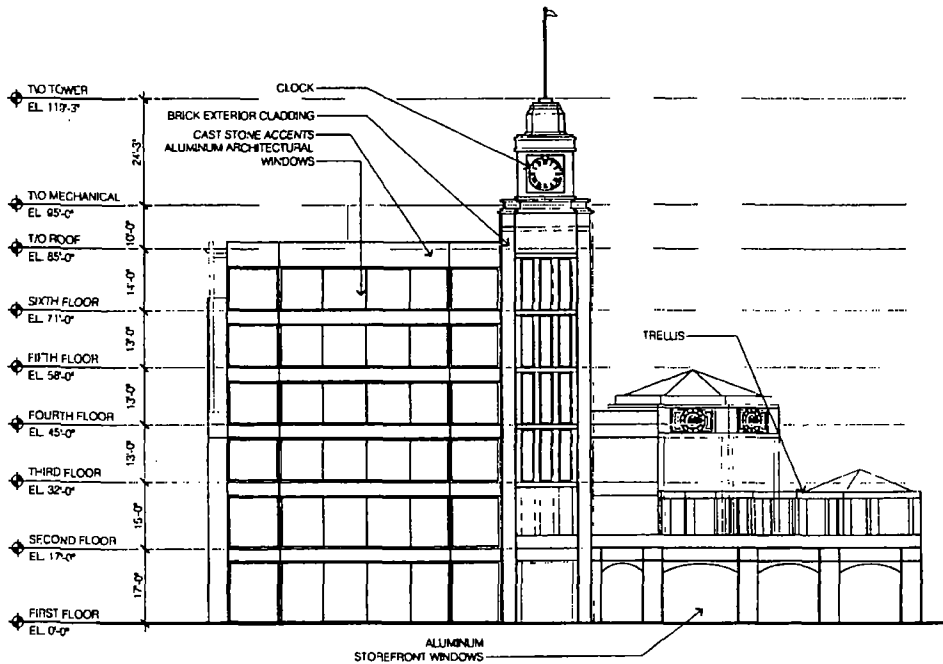 T/O TOWER
EL. 119'-3"
24'-3"
T/O MECHANICAL
EL. 95'-0"
10'-0"
T/O ROOF
EL. 85'-0"
14'-0"
SIXTH FLOOR
EL. 71'-0"
13'-0"
FIFTH FLOOR
EL. 58'-0"
13'-0"
FOURTH FLOOR
EL. 45'-0"
13'-0"
THIRD FLOOR
EL. 32'-0"
15'-0"
SECOND FLOOR
EL. 17'-0"
17'-0"
FIRST FLOOR
EL. 0'-0"
CLOCK
BRICK EXTERIOR CLADDING
CAST STONE ACCENTS
ALUMINUM ARCHITECTURAL
WINDOWS
TRELLIS
ALUMINUM
STOREFRONT WINDOWS